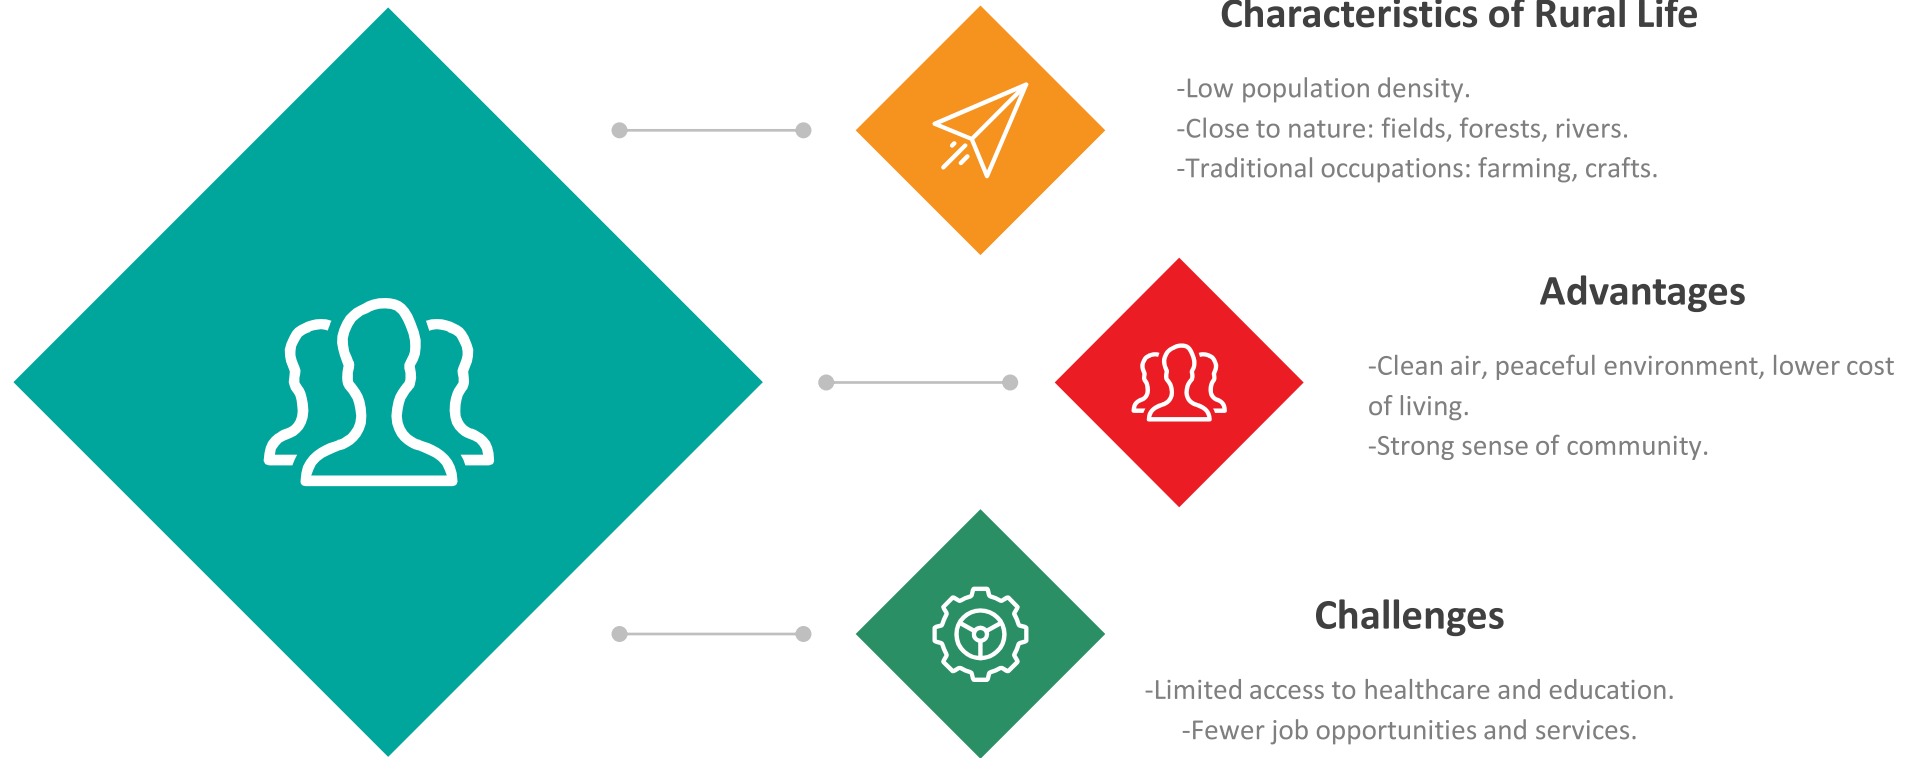 Characteristics of Rural Life
-Low population density.
-Close to nature: fields, forests, rivers.
-Traditional occupations: farming, crafts.
Advantages
-Clean air, peaceful environment, lower cost
of living.
-Strong sense of community.
Challenges
-Limited access to healthcare and education.
-Fewer job opportunities and services.